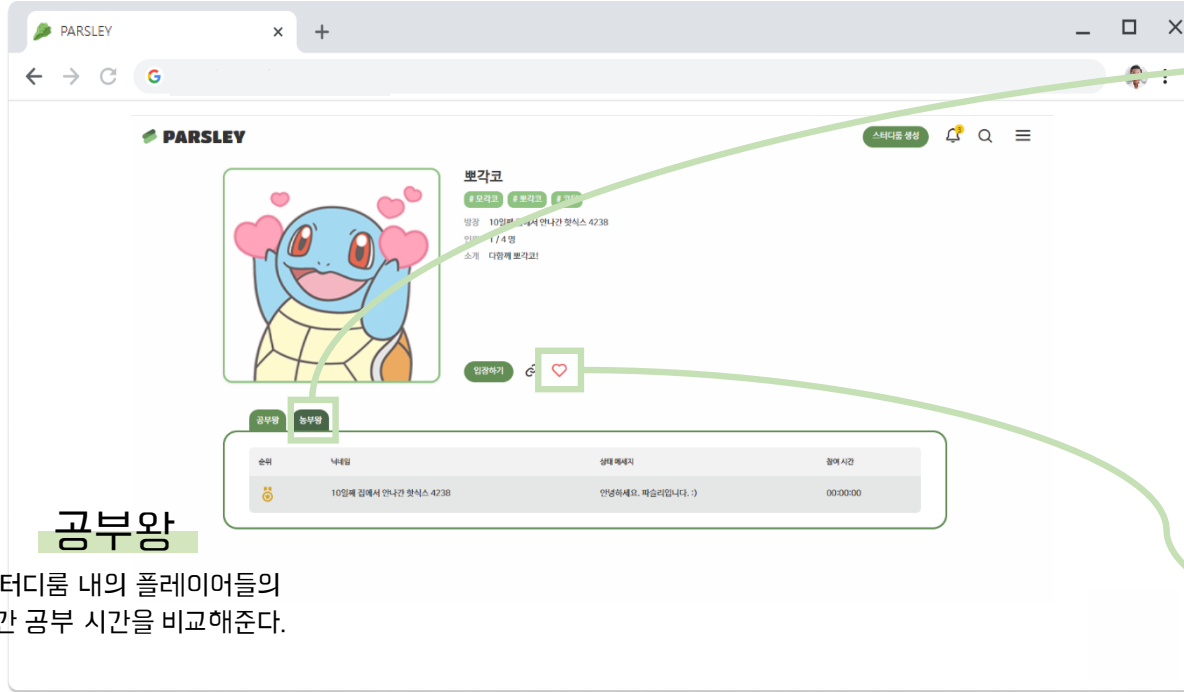 PARSLEY
PARSLEY
스터디룸 생성
3
뽀각코
# 모각코 # 뽀각코 #
방장 10일째 집에서 안나간 핫식스 4238
1 / 4 명
소개 다함께 뽀각코!
입장하기
공부왕 농부왕
순위 닉네임 상태 메세지 참여 시간
10일째 집에서 안나간 핫식스 4238 안녕하세요. 파슬리입니다. :) 00:00:00
공부왕
터디룸 내의 플레이어들의
간 공부 시간을 비교해준다.